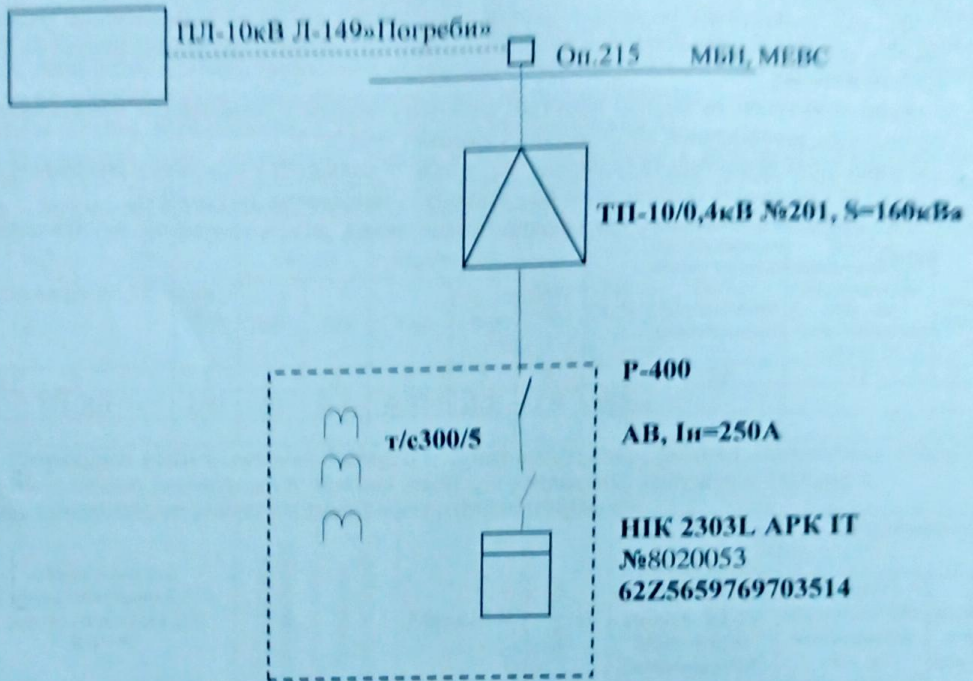 ПЛ-10кВ Л-149»Погреби»
Оп.215 МБП, МЕВС
ТП-10/0,4кВ №201, S=160кВа
Р-400
т/с300/5
АВ, Ін=250А
НІК 2303L АРК ІТ
№8020053
62Z5659769703514